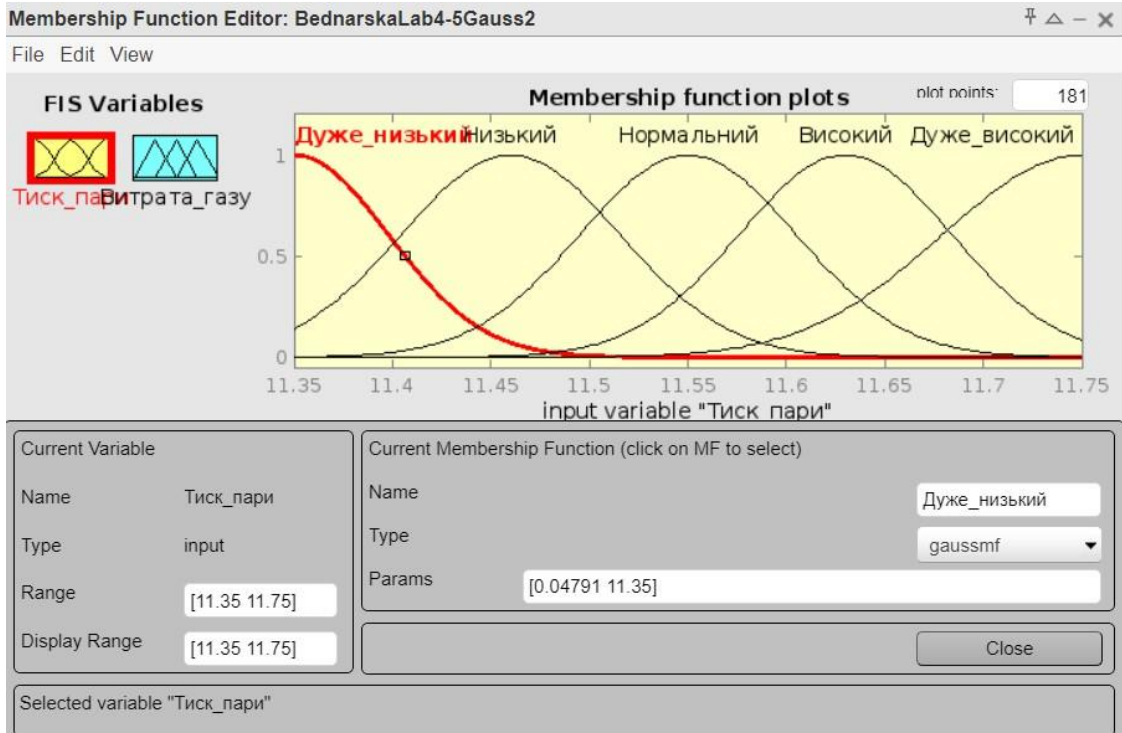 Membership Function Editor: BednarskaLab4-5Gauss2
File Edit View
FIS Variables
Тиск_пари
Витрата_газу
Membership function plots
plot points:
181
Дуже_низький Низький Нормальний Високий Дуже_високий
1
0.5
0
11.35 11.4 11.45 11.5 11.55 11.6 11.65 11.7 11.75
input variable "Тиск_пари"
Current Variable
Name Тиск_пари
Type input
Range [11.35 11.75]
Display Range [11.35 11.75]
Current Membership Function (click on MF to select)
Name Дуже_низький
Type gaussmf
Params [0.04791 11.35]
Close
Selected variable "Тиск_пари"